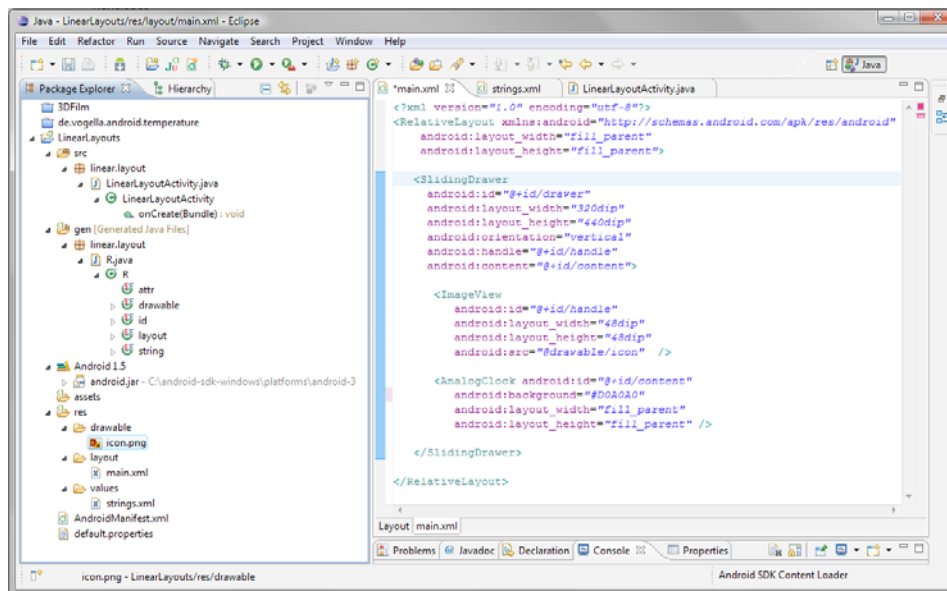 Java - LinearLayouts/res/layout/main.xml - Eclipse
File Edit Refactor Run Source Navigate Search Project Window Help
Java
Package Explorer
Hierarchy
3DFilm
de.vogella.android.temperature
LinearLayouts
src
linear.layout
LinearLayoutActivity.java
LinearLayoutActivity
onCreate(Bundle) : void
gen [Generated Java Files]
linear.layout
R.java
R
attr
drawable
id
layout
string
Android 1.5
android.jar - C:\android-sdk-windows\platforms\android-3
assets
res
drawable
icon.png
layout
main.xml
values
strings.xml
AndroidManifest.xml
default.properties
*main.xml
strings.xml
LinearLayoutActivity.java
<?xml version="1.0" encoding="utf-8"?>
<RelativeLayout xmlns:android="http://schemas.android.com/apk/res/android"
android:layout_width="fill_parent"
android:layout_height="fill_parent">
<SlidingDrawer
android:id="@+id/drawer"
android:layout_width="320dip"
android:layout_height="440dip"
android:orientation="vertical"
android:handle="@+id/handle"
android:content="@+id/content">
<ImageView
android:id="@+id/handle"
android:layout_width="48dip"
android:layout_height="48dip"
android:src="@drawable/icon" />
<AnalogClock android:id="@+id/content"
android:background="#D0A0A0"
android:layout_width="fill_parent"
android:layout_height="fill_parent" />
</SlidingDrawer>
</RelativeLayout>
Layout main.xml
Problems @ Javadoc Declaration Console Properties
icon.png - LinearLayouts/res/drawable
Android SDK Content Loader